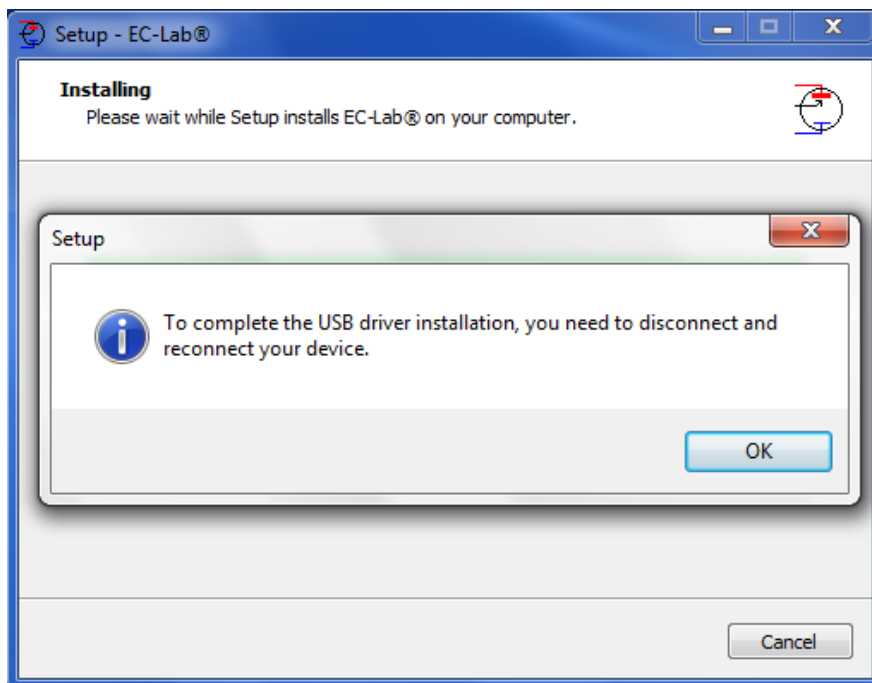 Setup - EC-Lab®
Installing
Please wait while Setup installs EC-Lab® on your computer.
Setup
To complete the USB driver installation, you need to disconnect and
reconnect your device.
OK
Cancel